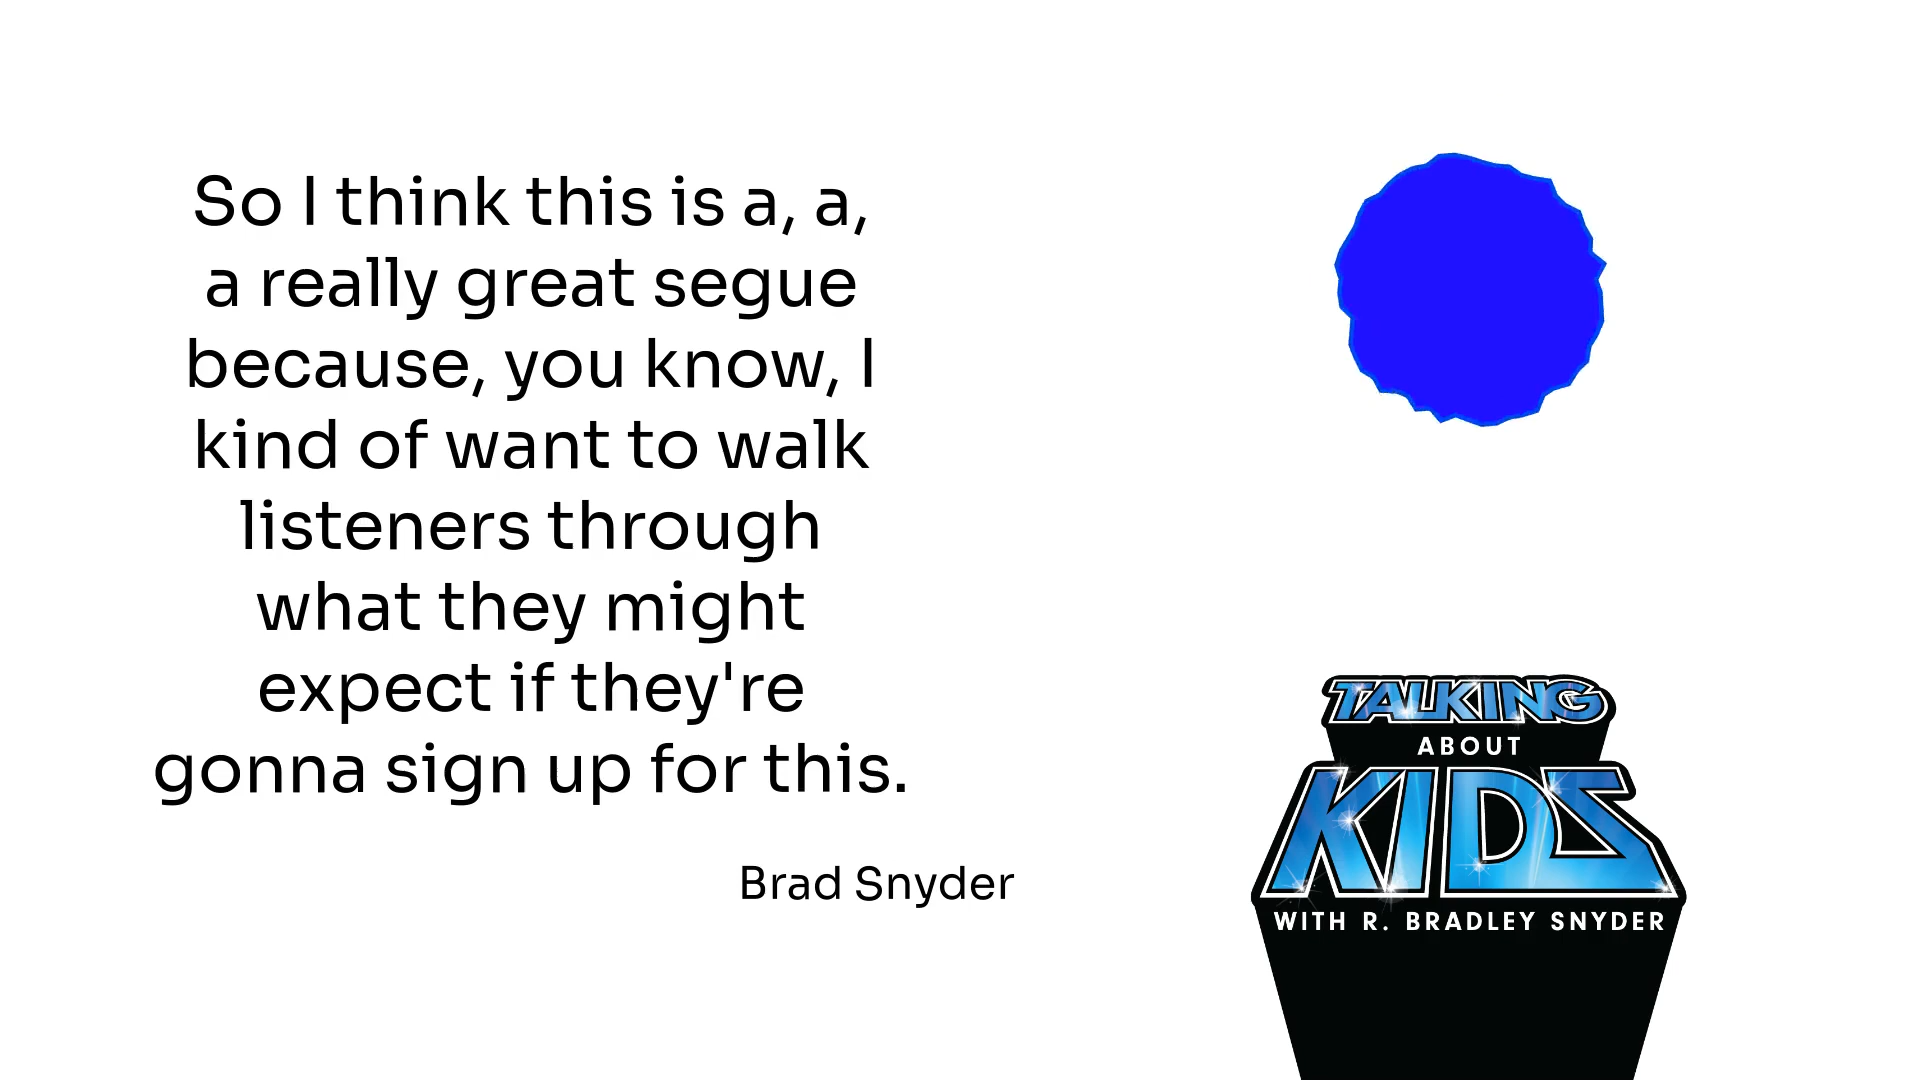 So I think this is a, a,
a really great segue
because, you know, I
kind of want to walk
listeners through
what they might
expect if they're
gonna sign up for this.
Brad Snyder
TALKING
ABOUT
KIDS
WITH R. BRADLEY SNYDER